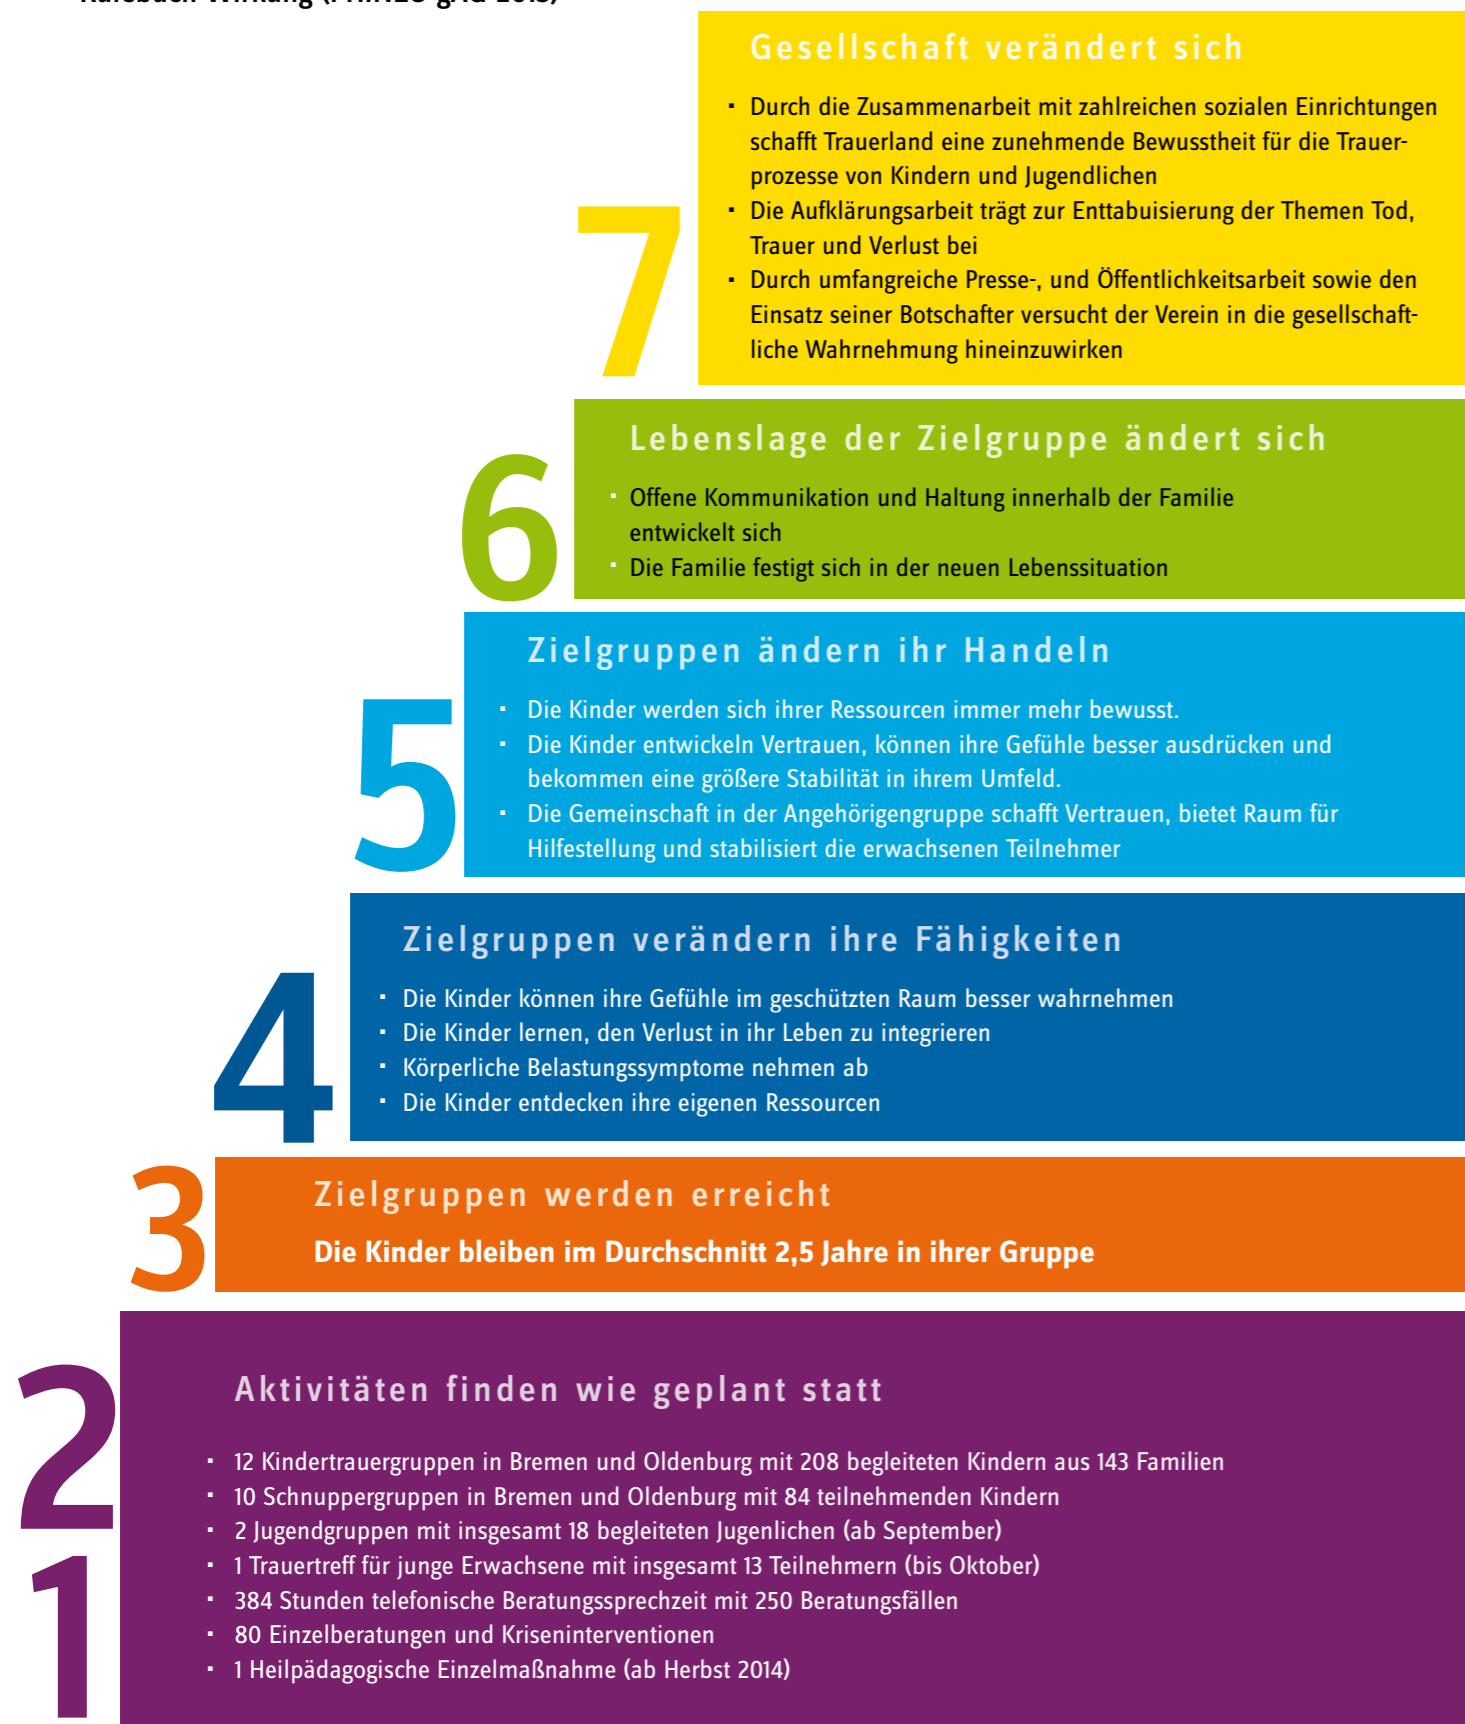 Gesellschaft verändert sich
▪ Durch die Zusammenarbeit mit zahlreichen sozialen Einrichtungen
schafft Trauerland eine zunehmende Bewusstheit für die Trauer-
prozesse von Kindern und Jugendlichen
▪ Die Aufklärungsarbeit trägt zur Enttabuisierung der Themen Tod,
Trauer und Verlust bei
▪ Durch umfangreiche Presse-, und Öffentlichkeitsarbeit sowie den
Einsatz seiner Botschafter versucht der Verein in die gesellschaft-
liche Wahrnehmung hineinzuwirken
7
Lebenslage der Zielgruppe ändert sich
▪ Offene Kommunikation und Haltung innerhalb der Familie
entwickelt sich
▪ Die Familie festigt sich in der neuen Lebenssituation
6
Zielgruppen ändern ihr Handeln
▪ Die Kinder werden sich ihrer Ressourcen immer mehr bewusst.
▪ Die Kinder entwickeln Vertrauen, können ihre Gefühle besser ausdrücken und
bekommen eine größere Stabilität in ihrem Umfeld.
▪ Die Gemeinschaft in der Angehörigengruppe schafft Vertrauen, bietet Raum für
Hilfestellung und stabilisiert die erwachsenen Teilnehmer
5
Zielgruppen verändern ihre Fähigkeiten
▪ Die Kinder können ihre Gefühle im geschützten Raum besser wahrnehmen
▪ Die Kinder lernen, den Verlust in ihr Leben zu integrieren
▪ Körperliche Belastungssymptome nehmen ab
▪ Die Kinder entdecken ihre eigenen Ressourcen
4
Zielgruppen werden erreicht
Die Kinder bleiben im Durchschnitt 2,5 Jahre in ihrer Gruppe
3
Aktivitäten finden wie geplant statt
▪ 12 Kindertrauergruppen in Bremen und Oldenburg mit 208 begleiteten Kindern aus 143 Familien
▪ 10 Schnuppergruppen in Bremen und Oldenburg mit 84 teilnehmenden Kindern
▪ 2 Jugendgruppen mit insgesamt 18 begleiteten Jugenlichen (ab September)
▪ 1 Trauertreff für junge Erwachsene mit insgesamt 13 Teilnehmern (bis Oktober)
▪ 384 Stunden telefonische Beratungssprechzeit mit 250 Beratungsfällen
▪ 80 Einzelberatungen und Kriseninterventionen
▪ 1 Heilpädagogische Einzelmaßnahme (ab Herbst 2014)
2
1